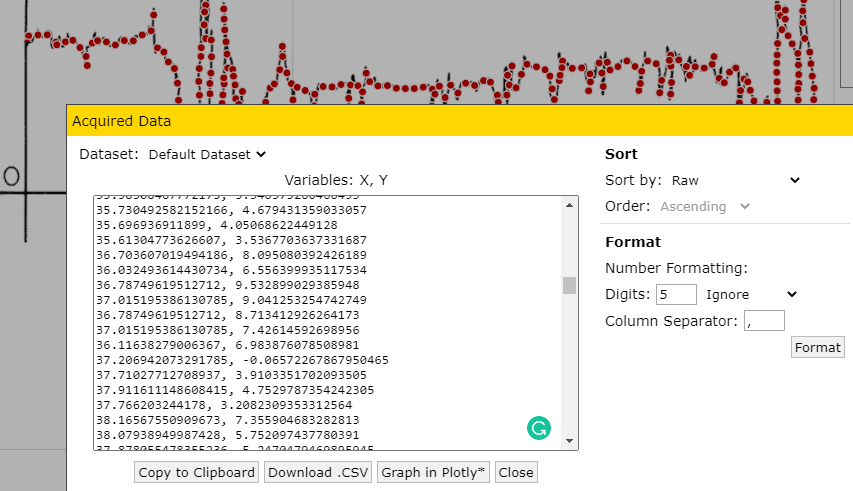 0
Acquired Data
Dataset: Default Dataset
Variables: X, Y
35.730492582152166, 4.679431359033057
35.696936911899, 4.05068622449128
35.61304773626607, 3.5367703637331687
36.703607019494186, 8.095080392426189
36.032493614430734, 6.556399935117534
36.78749619512712, 9.532899029385948
37.015195386130785, 9.041253254742749
36.78749619512712, 8.713412926264173
37.015195386130785, 7.42614592698956
36.11638279006367, 6.983876078508981
37.206942073291785, -0.06572267867950465
37.71027712708937, 3.9103351702093505
37.911611148608415, 4.7529787354242305
37.766203244178, 3.2082309353312564
38.16567550909673, 7.355904683282813
38.07938949987428, 5.752097437780391
Copy to Clipboard Download .CSV Graph in Plotly* Close
Sort
Sort by: Raw
Order: Ascending
Format
Number Formatting:
Digits: 5 Ignore
Column Separator: ,
Format